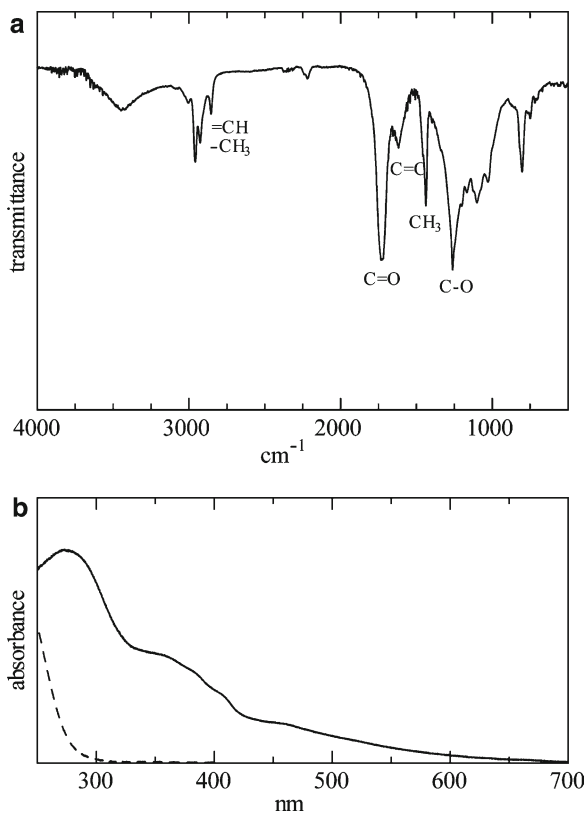 a
transmittance
=CH
-CH3
C=C
CH3
C=O
C-O
4000 3000 2000 1000
cm-1
b
absorbance
300 400 500 600 700
nm